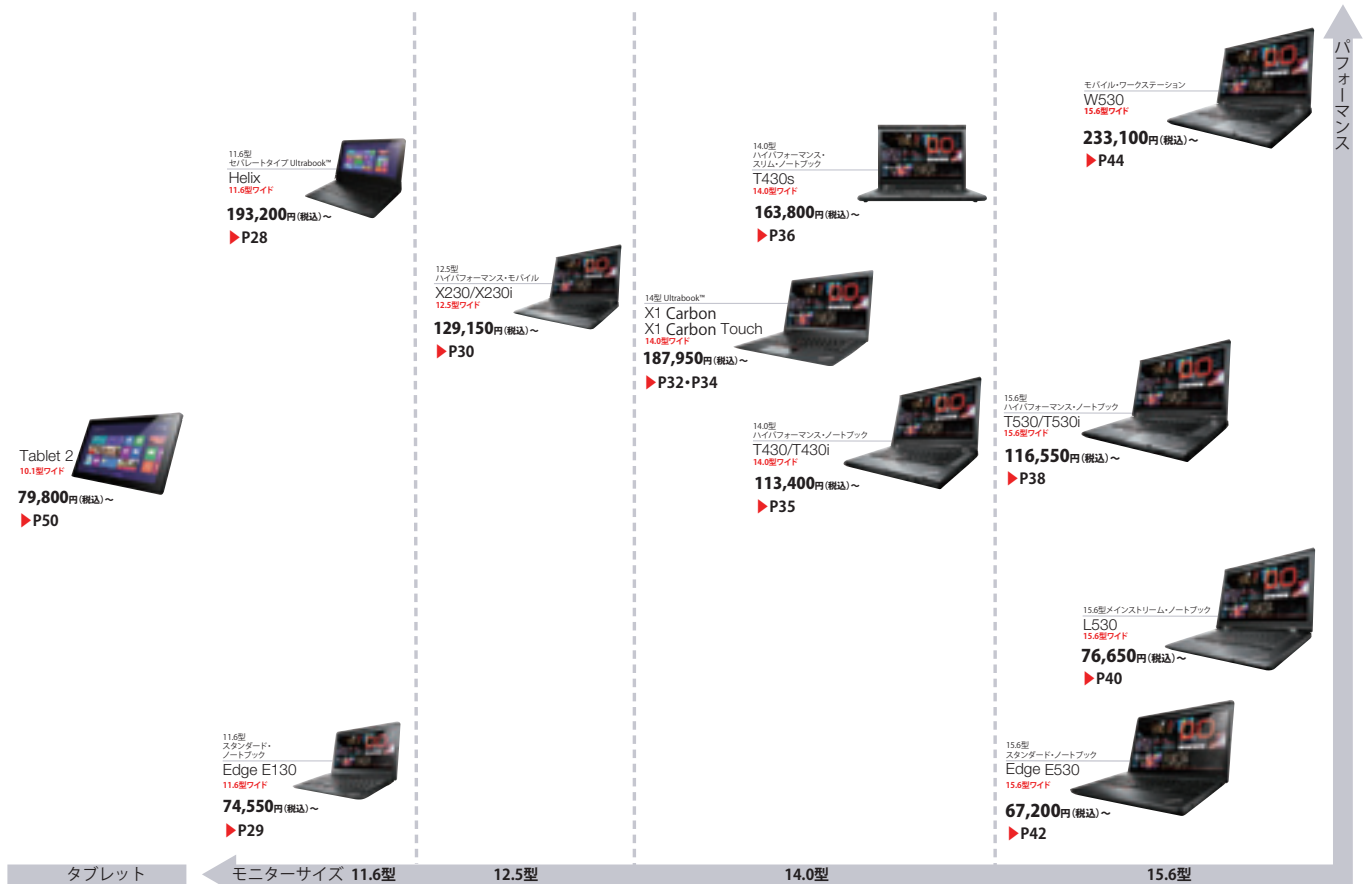 パフォーマンス
モバイル・ワークステーション
W530
15.6型ワイド
233,100円(税込)～
▶P44
11.6型
セパレートタイプ Ultrabook™
Helix
11.6型ワイド
193,200円(税込)～
▶P28
14.0型
ハイパフォーマンス・
スリム・ノートブック
T430s
14.0型ワイド
163,800円(税込)～
▶P36
12.5型
ハイパフォーマンス・モバイル
X230/X230i
12.5型ワイド
129,150円(税込)～
▶P30
14型 Ultrabook™
X1 Carbon
X1 Carbon Touch
14.0型ワイド
187,950円(税込)～
▶P32・P34
14.0型
ハイパフォーマンス・ノートブック
T430/T430i
14.0型ワイド
113,400円(税込)～
▶P35
15.6型
ハイパフォーマンス・ノートブック
T530/T530i
15.6型ワイド
116,550円(税込)～
▶P38
Tablet 2
10.1型ワイド
79,800円(税込)～
▶P50
15.6型メインストリーム・ノートブック
L530
15.6型ワイド
76,650円(税込)～
▶P40
11.6型
スタンダード・
ノートブック
Edge E130
11.6型ワイド
74,550円(税込)～
▶P29
15.6型
スタンダード・ノートブック
Edge E530
15.6型ワイド
67,200円(税込)～
▶P42
タブレット モニターサイズ 11.6型 12.5型 14.0型 15.6型